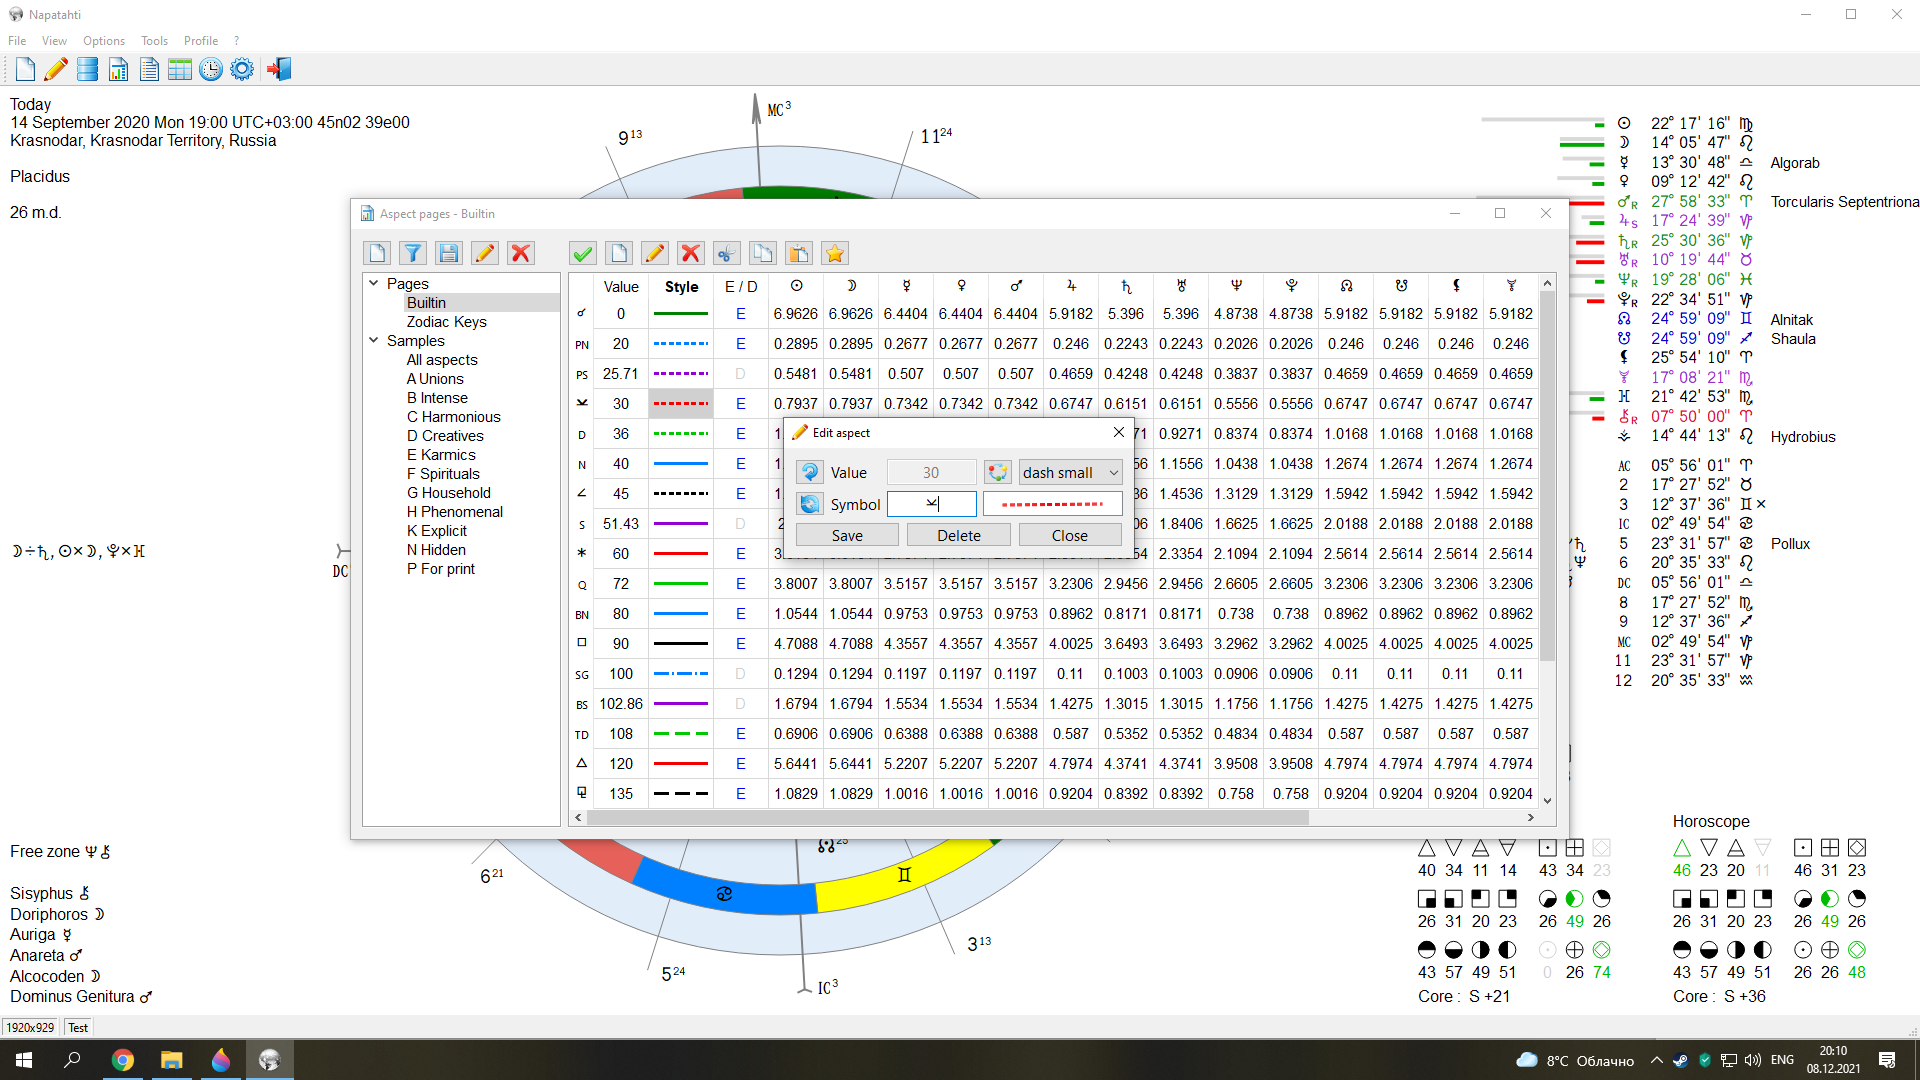 Napatahti
File View Options Tools Profile ?
Today
14 September 2020 Mon 19:00 UTC+03:00 45n02 39e00
Krasnodar, Krasnodar Territory, Russia
Placidus
26 m.d.
☽÷♄, ☉×☽, ♀×♓
Free zone ♆⚷
Sisyphus ⚷
Doriphoros ☽
Auriga ☿
Anareta ♂
Alcocoden ☽
Dominus Genitura ♂
MC 3
9 13
11 24
DC
6 21
5 24
IC 3
3 13
25
Aspect pages - Builtin
Pages
Builtin
Zodiac Keys
Samples
All aspects
A Unions
B Intense
C Harmonious
D Creatives
E Karmics
F Spirituals
G Household
H Phenomenal
K Explicit
N Hidden
P For print
Value Style E / D ☉ ☽ ☿ ♀ ♂ ♃ ♄ ♅ ♆ ♇ ☊ ☋ ⚸
☌ 0 E 6.9626 6.9626 6.4404 6.4404 6.4404 5.9182 5.396 5.396 4.8738 4.8738 5.9182 5.9182 5.9182 5.9182
PN 20 E 0.2895 0.2895 0.2677 0.2677 0.2677 0.246 0.2243 0.2243 0.2026 0.2026 0.246 0.246 0.246 0.246
PS 25.71 D 0.5481 0.5481 0.507 0.507 0.507 0.4659 0.4248 0.4248 0.3837 0.3837 0.4659 0.4659 0.4659 0.4659
⚺ 30 E 0.7937 0.7937 0.7342 0.7342 0.7342 0.6747 0.6151 0.6151 0.5556 0.5556 0.6747 0.6747 0.6747 0.6747
D 36 E 0.9271 0.8374 0.8374 1.0168 1.0168 1.0168 1.0168
N 40 E 1.1556 1.0438 1.0438 1.2674 1.2674 1.2674 1.2674
∠ 45 E 1.4536 1.3129 1.3129 1.5942 1.5942 1.5942 1.5942
S 51.43 D 1.8406 1.6625 1.6625 2.0188 2.0188 2.0188 2.0188
⚹ 60 E 2.3354 2.1094 2.1094 2.5614 2.5614 2.5614 2.5614
Q 72 E 3.8007 3.8007 3.5157 3.5157 3.5157 3.2306 2.9456 2.9456 2.6605 2.6605 3.2306 3.2306 3.2306 3.2306
BN 80 E 1.0544 1.0544 0.9753 0.9753 0.9753 0.8962 0.8171 0.8171 0.738 0.738 0.8962 0.8962 0.8962 0.8962
□ 90 E 4.7088 4.7088 4.3557 4.3557 4.3557 4.0025 3.6493 3.6493 3.2962 3.2962 4.0025 4.0025 4.0025 4.0025
SG 100 D 0.1294 0.1294 0.1197 0.1197 0.1197 0.11 0.1003 0.1003 0.0906 0.0906 0.11 0.11 0.11 0.11
BS 102.86 D 1.6794 1.6794 1.5534 1.5534 1.5534 1.4275 1.3015 1.3015 1.1756 1.1756 1.4275 1.4275 1.4275 1.4275
TD 108 E 0.6906 0.6906 0.6388 0.6388 0.6388 0.587 0.5352 0.5352 0.4834 0.4834 0.587 0.587 0.587 0.587
△ 120 E 5.6441 5.6441 5.2207 5.2207 5.2207 4.7974 4.3741 4.3741 3.9508 3.9508 4.7974 4.7974 4.7974 4.7974
135 E 1.0829 1.0829 1.0016 1.0016 1.0016 0.9204 0.8392 0.8392 0.758 0.758 0.9204 0.9204 0.9204 0.9204
Edit aspect
Value 30 dash small
Symbol ⚺
Save Delete Close
☉ 22° 17' 16" ♍
☽ 14° 05' 47" ♌
☿ 13° 30' 48" ♎ Algorab
♀ 09° 12' 42" ♌
♂R 27° 58' 33" ♈ Torcularis Septentriona
♃S 17° 24' 39" ♑
♄R 25° 30' 36" ♑
♅R 10° 19' 44" ♉
♆R 19° 28' 06" ♓
♇R 22° 34' 51" ♑
☊ 24° 59' 09" ♊ Alnitak
☋ 24° 59' 09" ♐ Shaula
⚸ 25° 54' 10" ♈
17° 08' 21" ♏
♓ 21° 42' 53" ♏
⚷R 07° 50' 00" ♈
14° 44' 13" ♌ Hydrobius
AC 05° 56' 01" ♈
2 17° 27' 52" ♉
3 12° 37' 36" ♊ ×
IC 02° 49' 54" ♋
5 23° 31' 57" ♋ Pollux
6 20° 35' 33" ♌
DC 05° 56' 01" ♎
8 17° 27' 52" ♏
9 12° 37' 36" ♐
MC 02° 49' 54" ♑
11 23° 31' 57" ♑
12 20° 35' 33" ♒
Horoscope
40 34 11 14 43 34 23
26 31 20 23 26 49 26
43 57 49 51 0 26 74
Core : S +21
46 23 20 11 46 31 23
26 31 20 23 26 49 26
43 57 49 51 26 26 48
Core : S +36
1920x929 Test
8°C Облачно ENG 20:10
08.12.2021